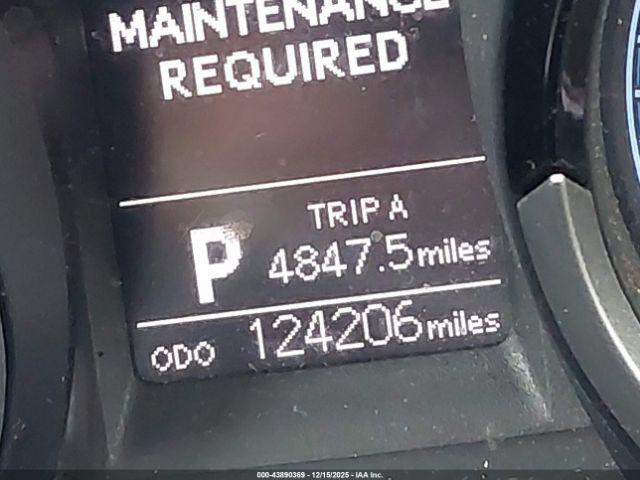 MAINTENANCE
REQUIRED
TRIP A
P 4847.5 miles
ODO 124206 miles
000-43890369 - 12/15/2025 - IAA Inc.